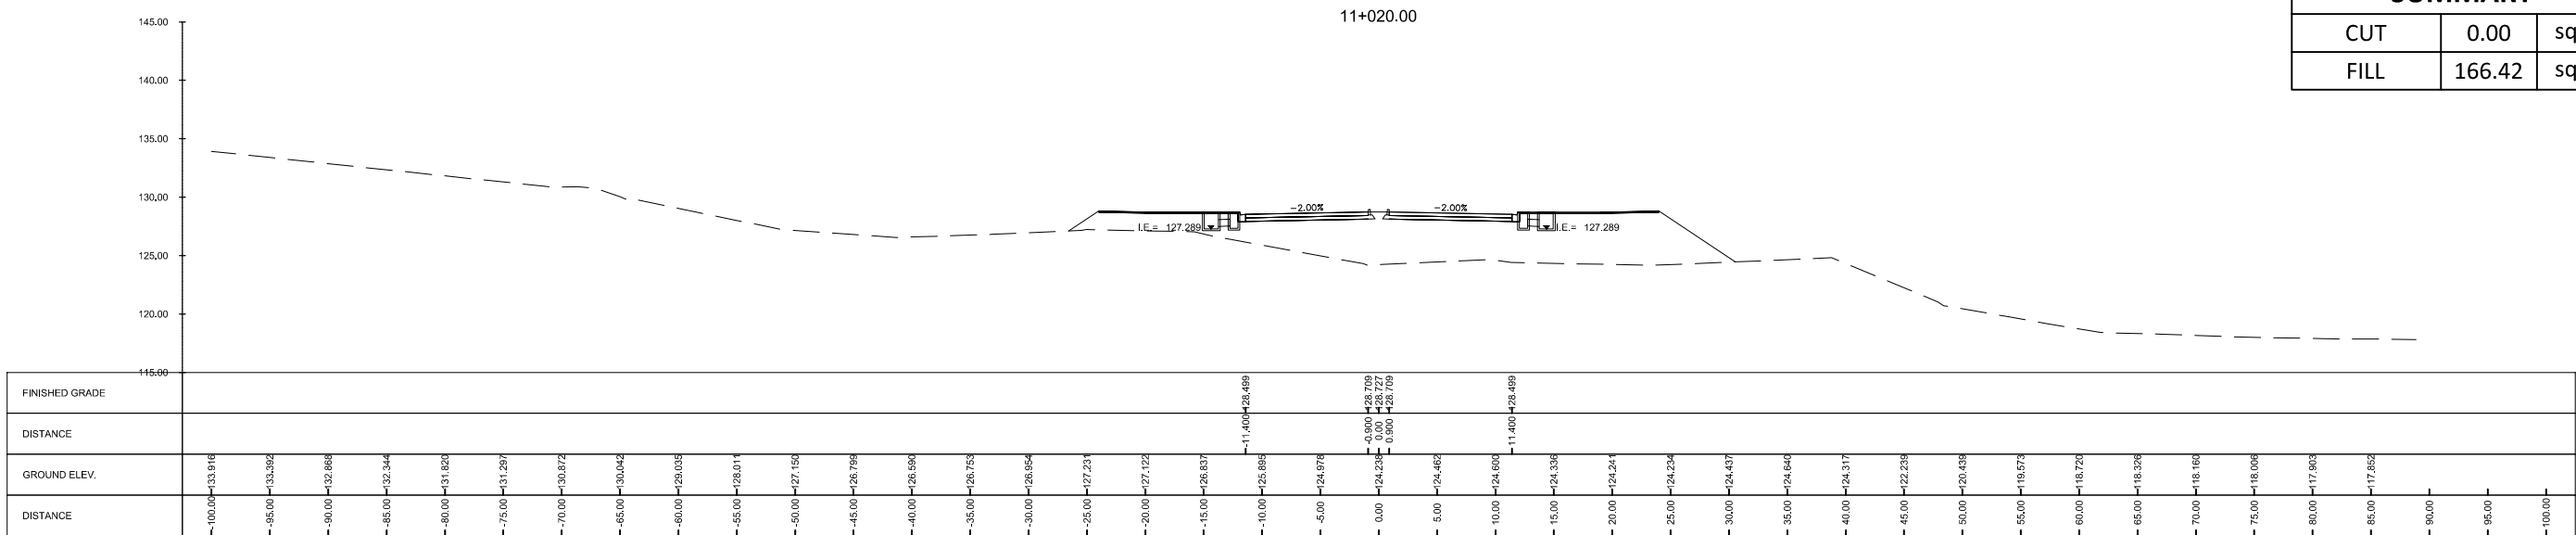 11+020.00
CUT 0.00 sq
FILL 166.42 sq
145.00
140.00
135.00
130.00
125.00
120.00
115.00
-2.00% -2.00%
I.E.= 127.289 I.E.= 127.289
FINISHED GRADE 128.499 128.709 128.727 128.709 128.499
DISTANCE -11.400 -0.900 0.00 0.900 11.400
GROUND ELEV. 133.916 133.392 132.868 132.344 131.820 131.297 130.872 130.042 129.035 128.011 127.150 126.799 126.590 126.753 126.954 127.231 127.122 126.837 125.895 124.978 124.238 124.462 124.600 124.336 124.241 124.234 124.437 124.640 124.317 122.239 120.439 119.573 118.720 118.326 118.160 118.006 117.903 117.852
DISTANCE -100.00 -95.00 -90.00 -85.00 -80.00 -75.00 -70.00 -65.00 -60.00 -55.00 -50.00 -45.00 -40.00 -35.00 -30.00 -25.00 -20.00 -15.00 -10.00 -5.00 0.00 5.00 10.00 15.00 20.00 25.00 30.00 35.00 40.00 45.00 50.00 55.00 60.00 65.00 70.00 75.00 80.00 85.00 90.00 95.00 100.00